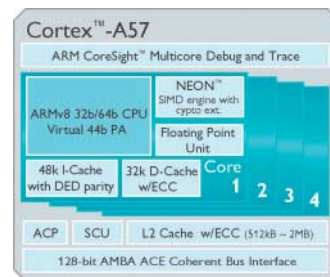 Cortex™-A57
ARM CoreSight™ Multicore Debug and Trace
ARMv8 32b/64b CPU
Virtual 44b PA
NEON™
SIMD engine with
cypto ext.
Floating Point
Unit
48k I-Cache
with DED parity
32k D-Cache
w/ECC
Core
1 2 3 4
ACP
SCU
L2 Cache w/ECC (512kB ~ 2MB)
128-bit AMBA ACE Coherent Bus Interface